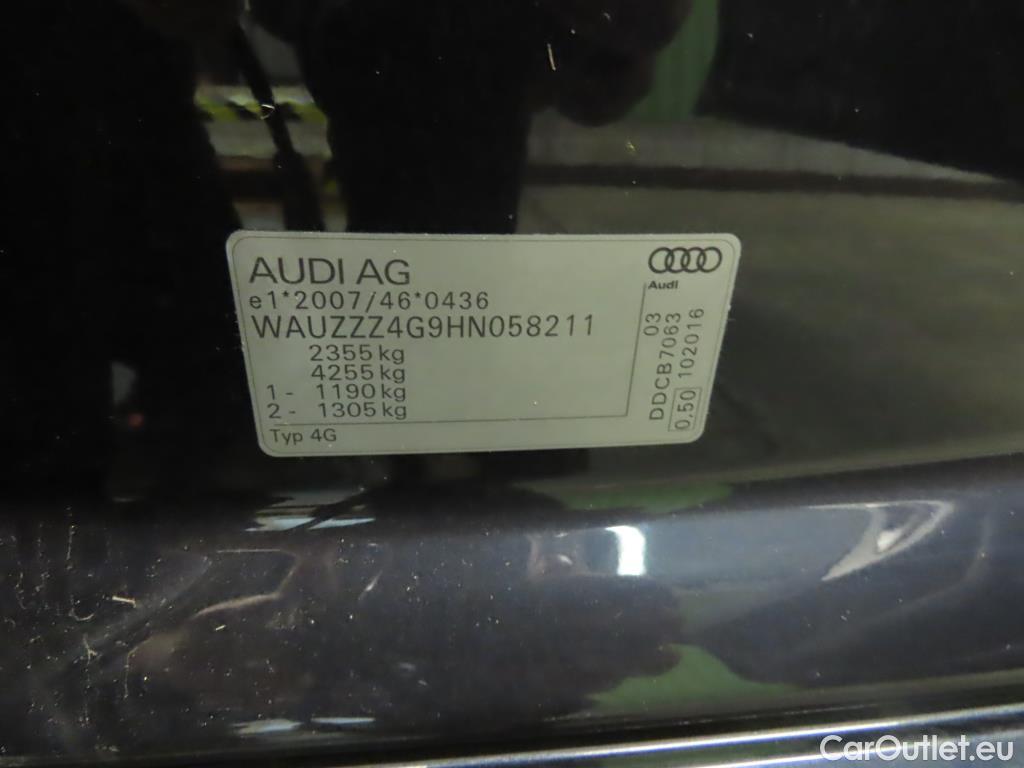 AUDI AG
e1*2007/46*0436
WAUZZZ4G9HN058211
2355 kg
4255 kg
1 - 1190 kg
2 - 1305 kg
Typ 4G
Audi
DDCB7063 03
0,50 102016
CarOutlet.eu